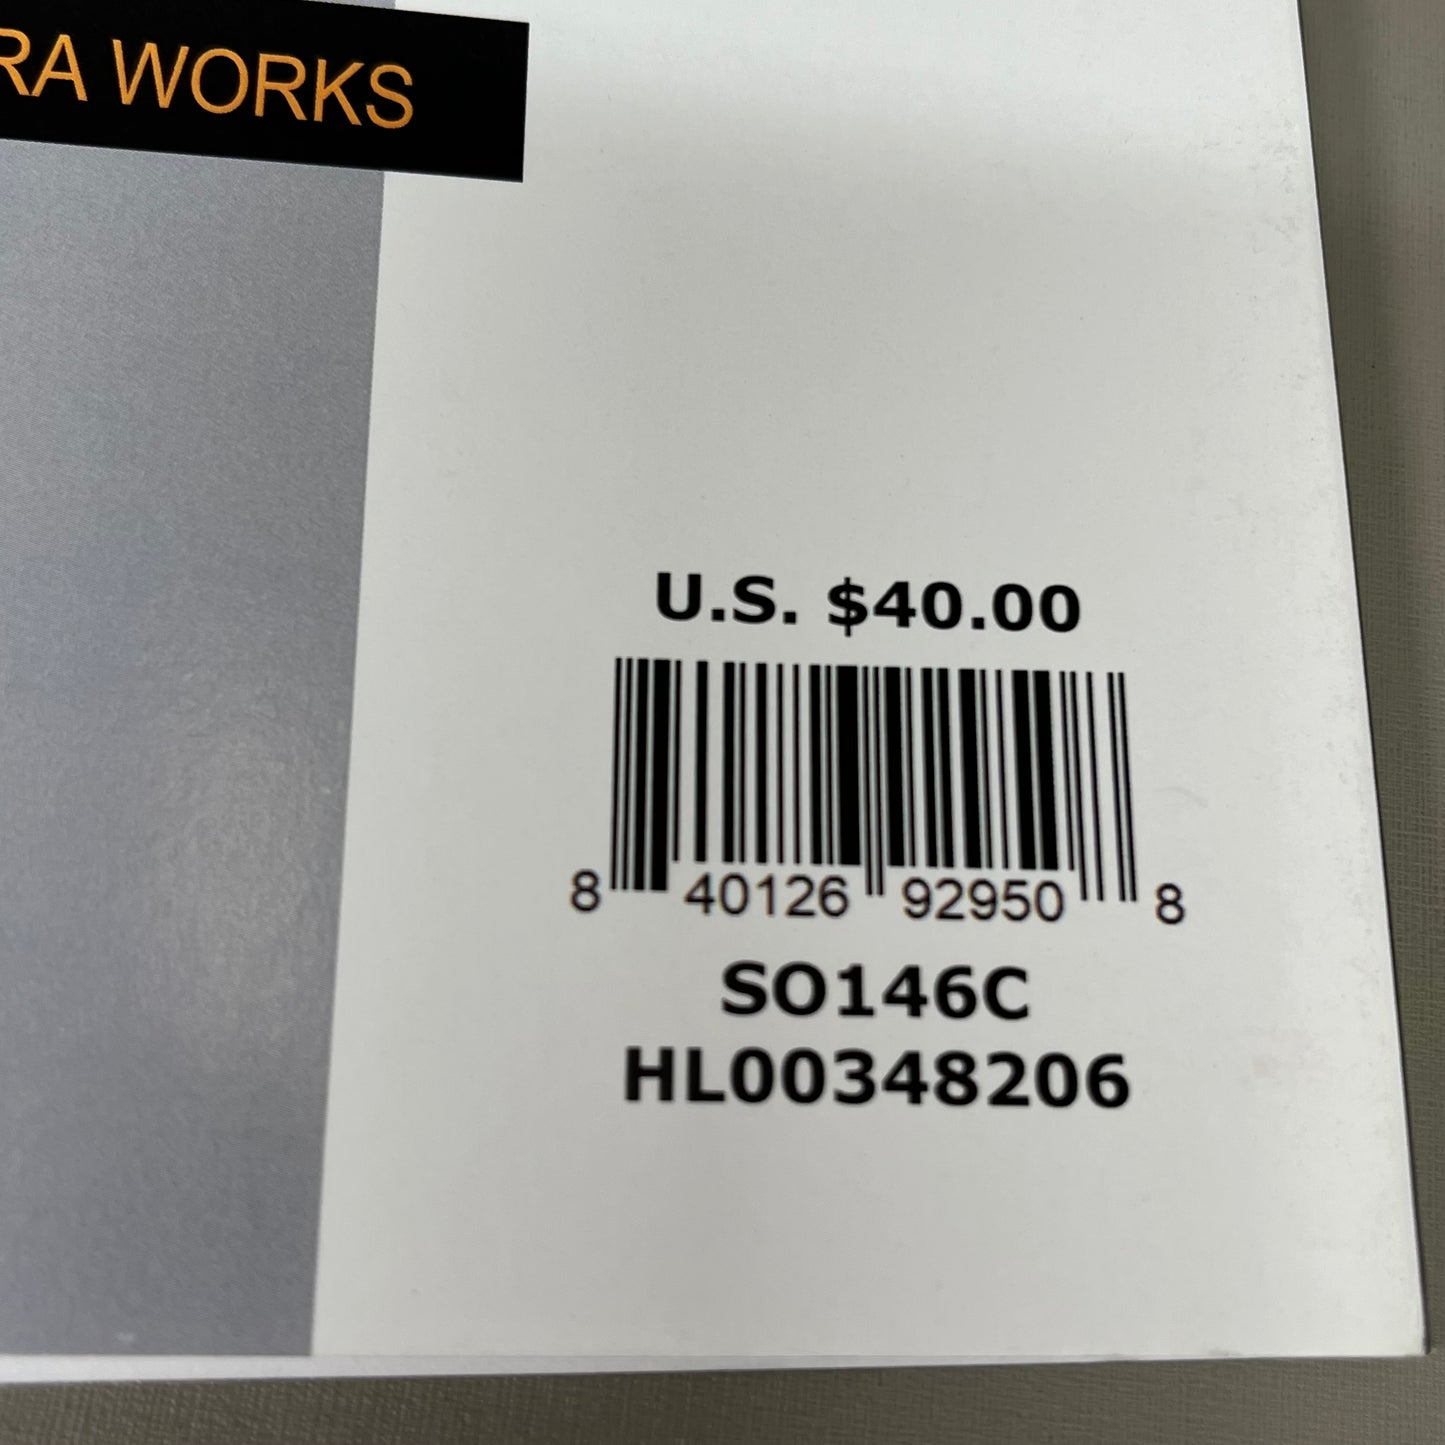 RA WORKS
U.S. $40.00
8 40126 92950 8
SO146C
HL00348206